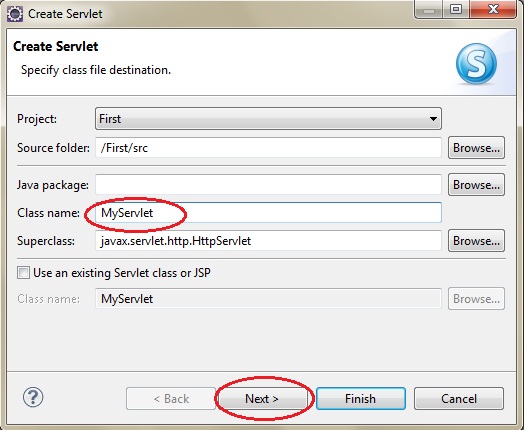 Create Servlet
Create Servlet
Specify class file destination.
S
Project: First
Source folder: /First/src Browse...
Java package: Browse...
Class name: MyServlet
Superclass: javax.servlet.http.HttpServlet Browse...
Use an existing Servlet class or JSP
Class name: MyServlet Browse...
? < Back Next > Finish Cancel